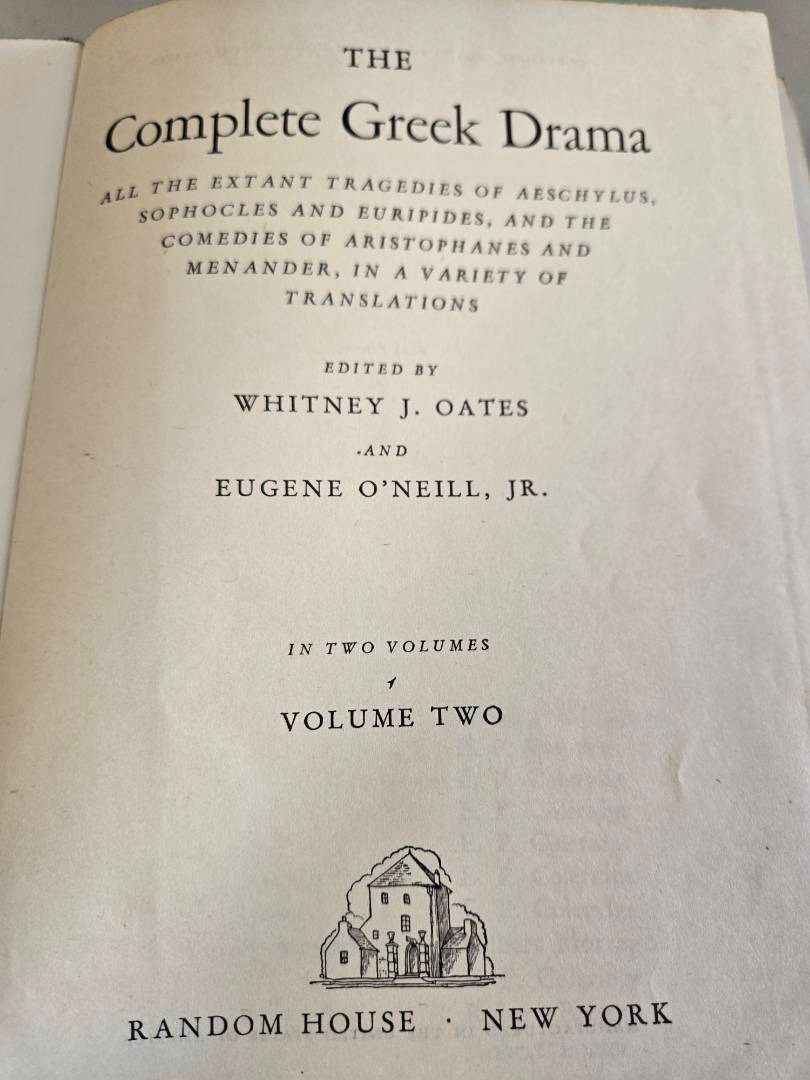 THE
Complete Greek Drama
ALL THE EXTANT TRAGEDIES OF AESCHYLUS,
SOPHOCLES AND EURIPIDES, AND THE
COMEDIES OF ARISTOPHANES AND
MENANDER, IN A VARIETY OF
TRANSLATIONS
EDITED BY
WHITNEY J. OATES
AND
EUGENE O'NEILL, JR.
IN TWO VOLUMES
VOLUME TWO
RANDOM HOUSE · NEW YORK